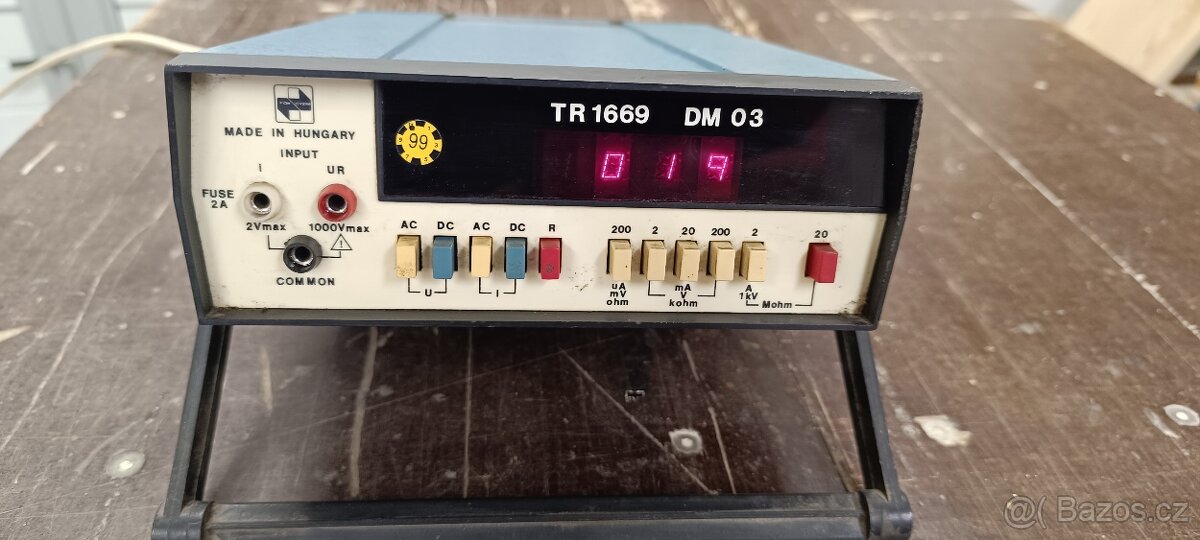 TR 1669 DM 03
MADE IN HUNGARY
99
019
INPUT
I UR
FUSE
2A
2Vmax 1000Vmax
COMMON
AC DC AC DC R
U I
200 2 20 200 2 20
uA mA A
mV V 1kV
ohm kohm Mohm
@ Bazos.cz